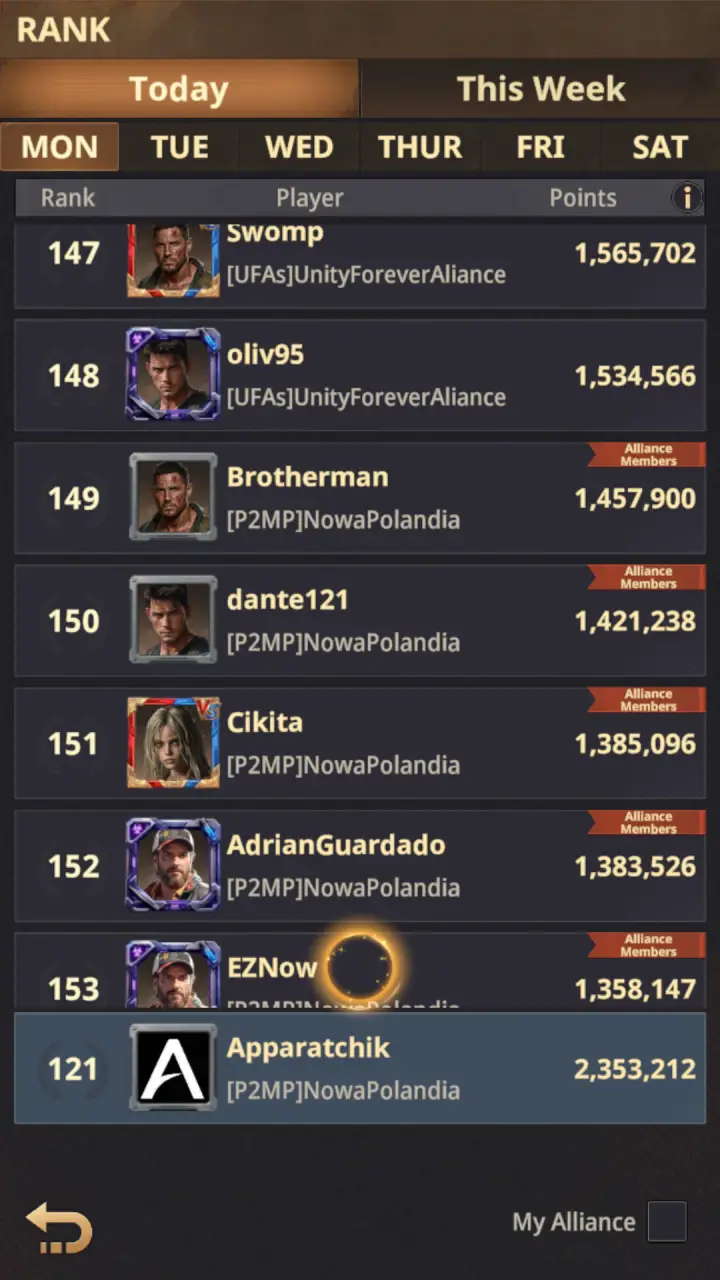 RANK
Today
This Week
MON
TUE
WED
THUR
FRI
SAT
Rank
Player
Points
i
147
Swomp
[UFAs]UnityForeverAliance
1,565,702
148
oliv95
[UFAs]UnityForeverAliance
1,534,566
Alliance
Members
149
Brotherman
[P2MP]NowaPolandia
1,457,900
Alliance
Members
150
dante121
[P2MP]NowaPolandia
1,421,238
Alliance
Members
151
VS
Cikita
[P2MP]NowaPolandia
1,385,096
Alliance
Members
152
AdrianGuardado
[P2MP]NowaPolandia
1,383,526
Alliance
Members
153
EZNow
[P2MP]NowaPolandia
1,358,147
121
A
Apparatchik
[P2MP]NowaPolandia
2,353,212
My Alliance